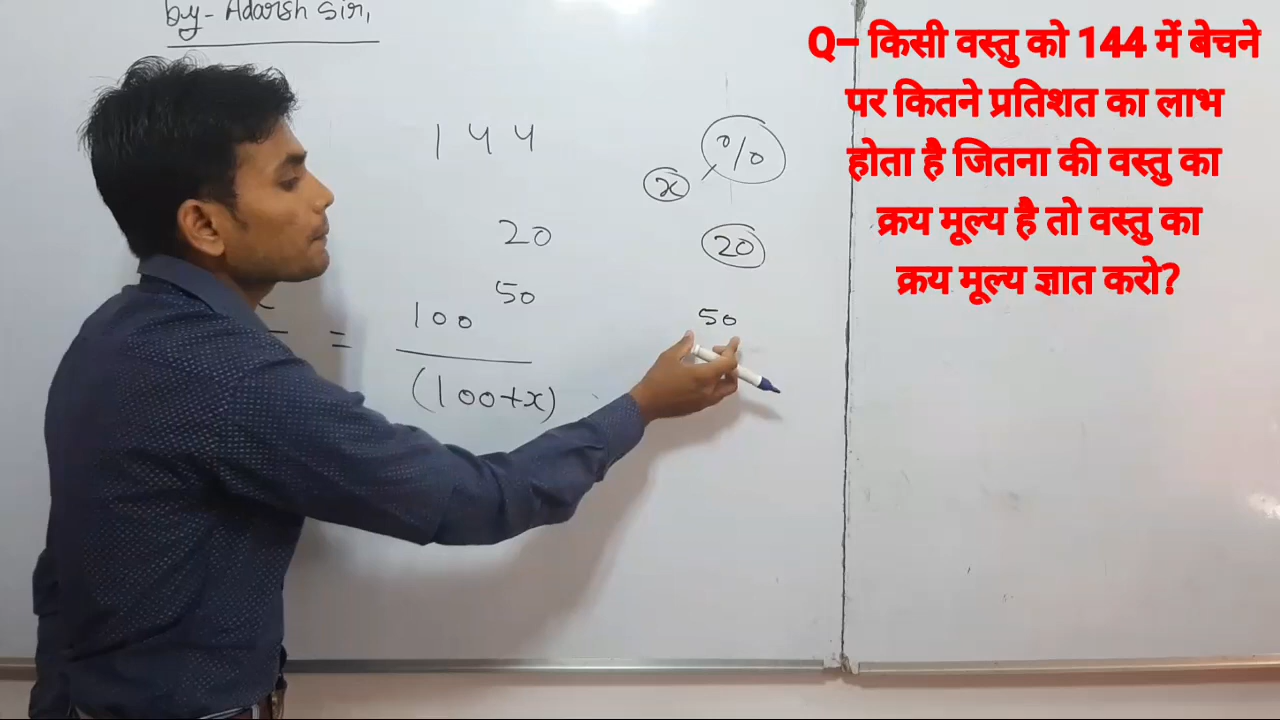 by- Adarsh Sir,
Q– किसी वस्तु को 144 में बेचने
पर कितने प्रतिशत का लाभ
होता है जितना की वस्तु का
क्रय मूल्य है तो वस्तु का
क्रय मूल्य ज्ञात करो?
144 %
x
20 20
50 50
= 100
(100+x)